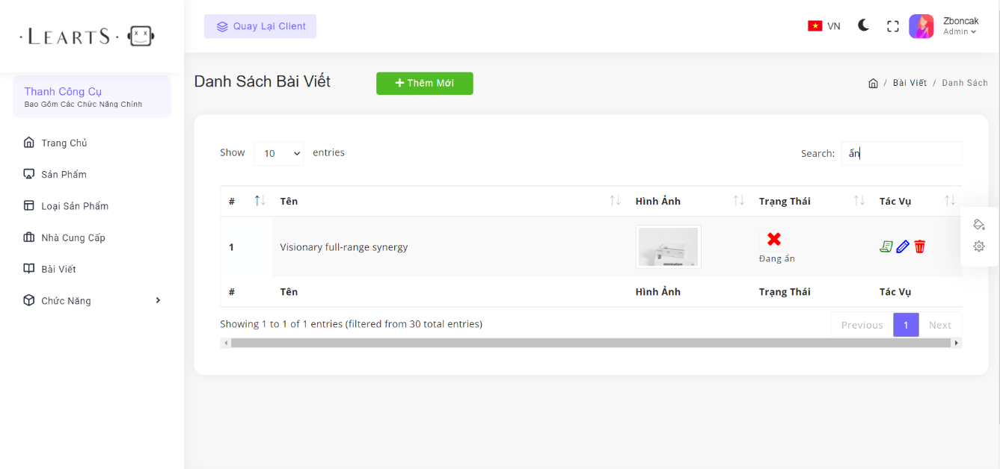 ·LEARTS·
Quay Lại Client
VN
Zboncak
Admin
Thanh Công Cụ
Bao Gồm Các Chức Năng Chính
Trang Chủ
Sản Phẩm
Loại Sản Phẩm
Nhà Cung Cấp
Bài Viết
Chức Năng
Danh Sách Bài Viết
+ Thêm Mới
/ Bài Viết / Danh Sách
Show 10 entries
Search: ẩn
# Tên Hình Ảnh Trạng Thái Tác Vụ
1 Visionary full-range synergy
Đang ẩn
# Tên Hình Ảnh Trạng Thái Tác Vụ
Showing 1 to 1 of 1 entries (filtered from 30 total entries)
Previous 1 Next